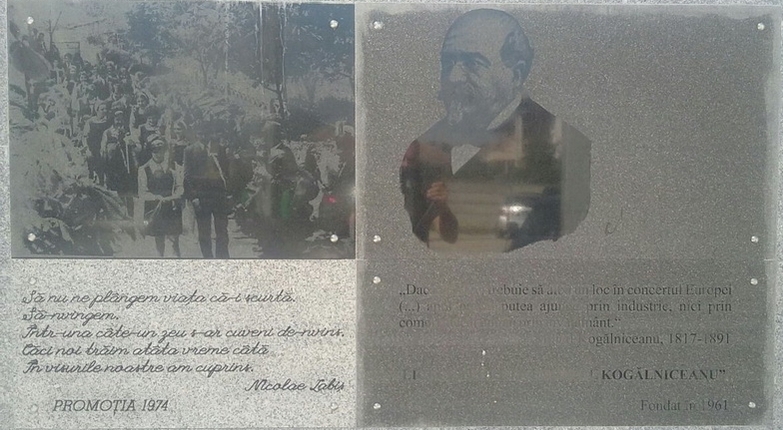 Să nu ne plângem viața că-i scurtă.
Să-nvingem.
Într-una câte-un zeu s-ar cuveni de-nvins.
Căci noi trăim atâta vreme câtă
În visurile noastre am cuprins.
Nicolae Labiș
PROMOȚIA 1974
să loc în concertul Europei
(...) putea prin industrie, nici prin
ogălniceanu, 1817-1891
KOGĂLNICEANU”
Fondat în 1961